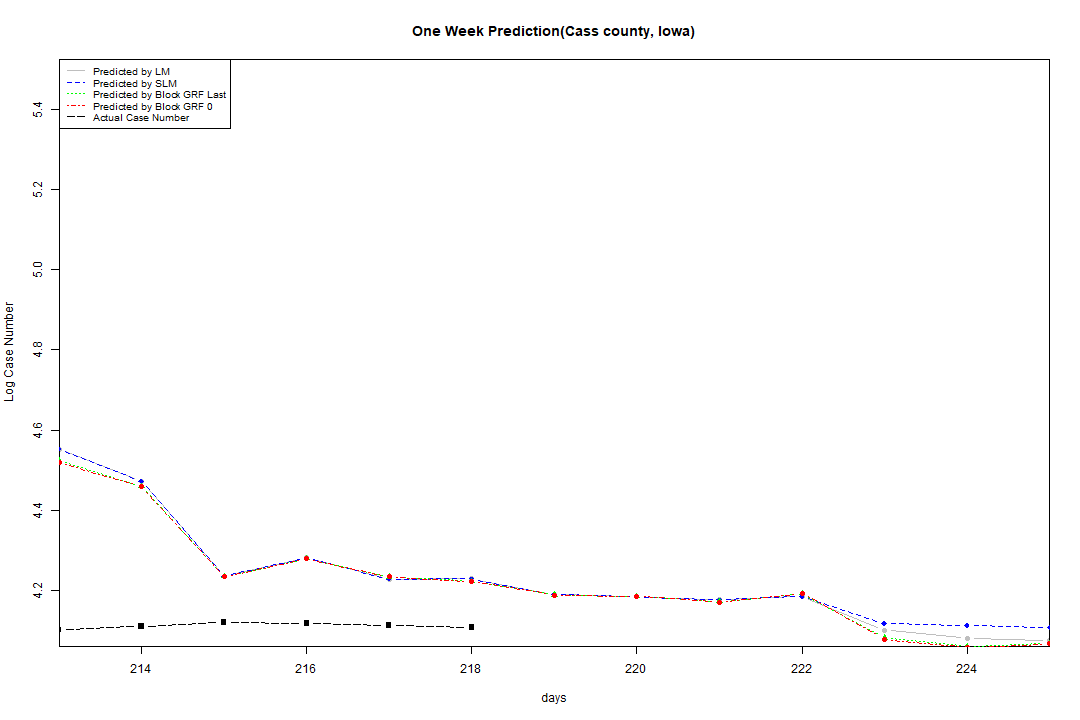 One Week Prediction(Cass county, Iowa)
Predicted by LM
Predicted by SLM
Predicted by Block GRF Last
Predicted by Block GRF 0
Actual Case Number
5.4
5.2
5.0
4.8
4.6
4.4
4.2
Log Case Number
214 216 218 220 222 224
days